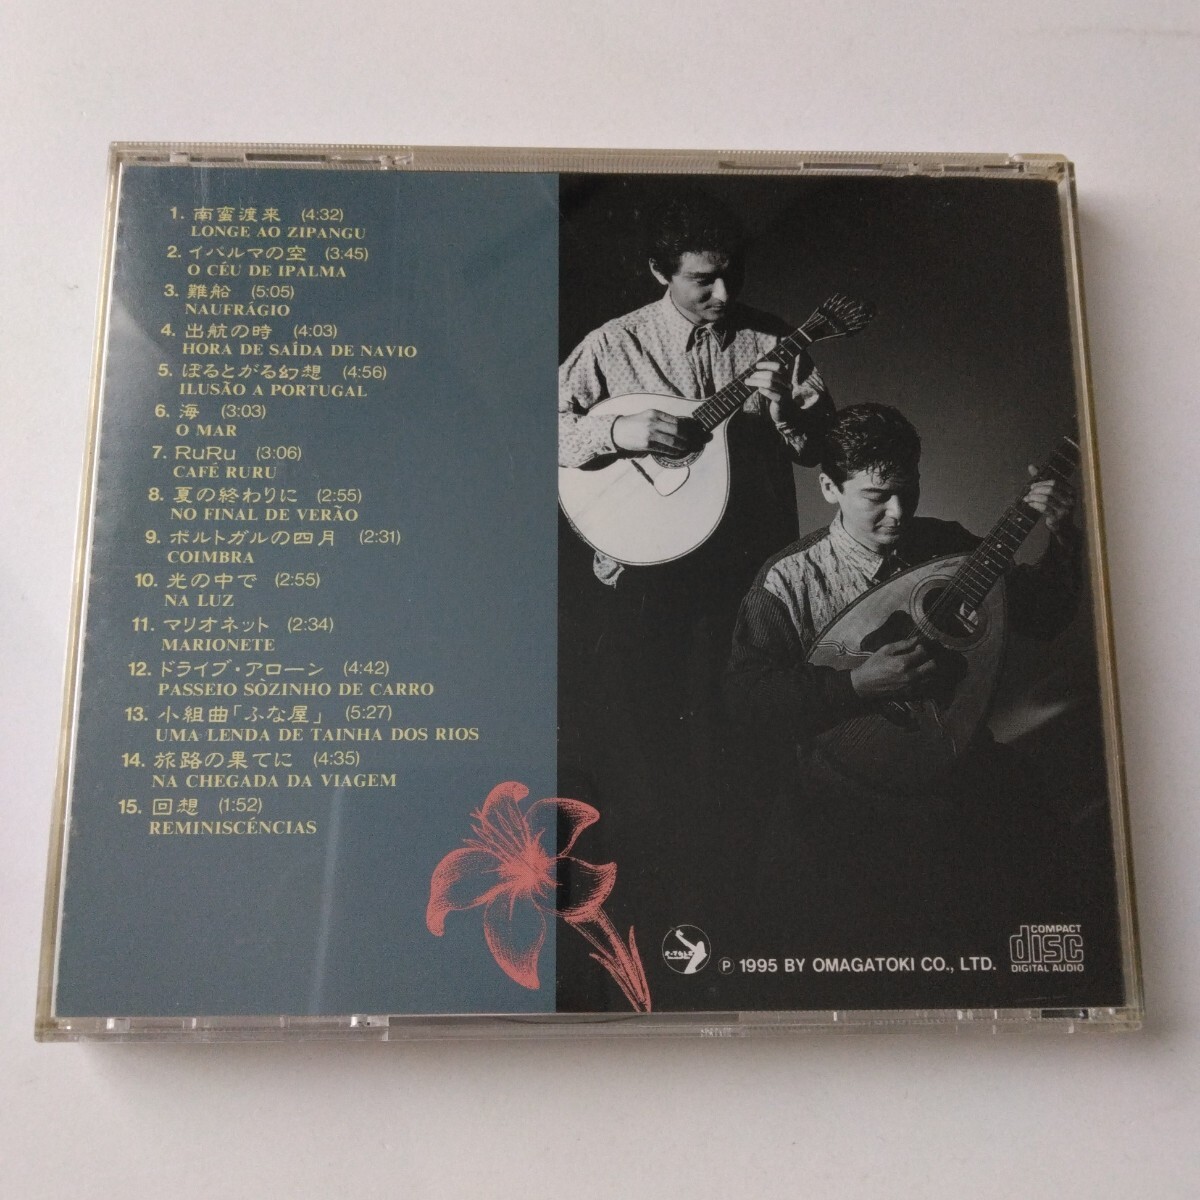 1. 南蛮渡来 (4:32)
LONGE AO ZIPANGU
2. イパルマの空 (3:45)
O CÉU DE IPALMA
3. 難船 (5:05)
NAUFRÁGIO
4. 出航の時 (4:03)
HORA DE SAÍDA DE NAVIO
5. ぽるとがる幻想 (4:56)
ILUSÃO A PORTUGAL
6. 海 (3:03)
O MAR
7. RuRu (3:06)
CAFÉ RURU
8. 夏の終わりに (2:55)
NO FINAL DE VERÃO
9. ポルトガルの四月 (2:31)
COIMBRA
10. 光の中で (2:55)
NA LUZ
11. マリオネット (2:34)
MARIONETE
12. ドライブ・アローン (4:42)
PASSEIO SÒZINHO DE CARRO
13. 小組曲「ふな屋」 (5:27)
UMA LENDA DE TAINHA DOS RIOS
14. 旅路の果てに (4:35)
NA CHEGADA DA VIAGEM
15. 回想 (1:52)
REMINISCÉNCIAS
℗ 1995 BY OMAGATOKI CO., LTD.
COMPACT
disc
DIGITAL AUDIO